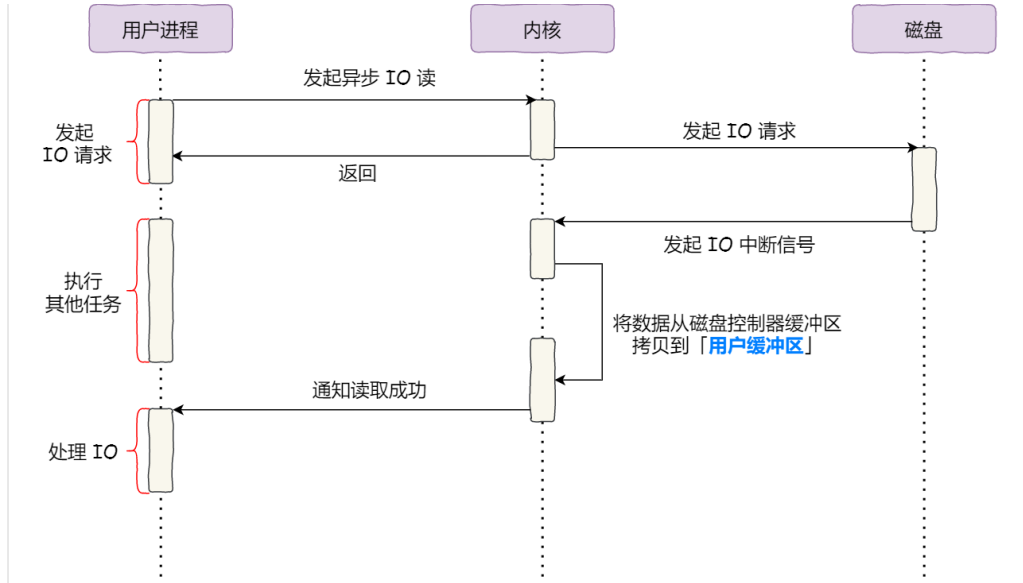 用户进程
内核
磁盘
发起异步 IO 读
发起
IO 请求
发起 IO 请求
返回
发起 IO 中断信号
执行
其他任务
将数据从磁盘控制器缓冲区
拷贝到「用户缓冲区」
通知读取成功
处理 IO